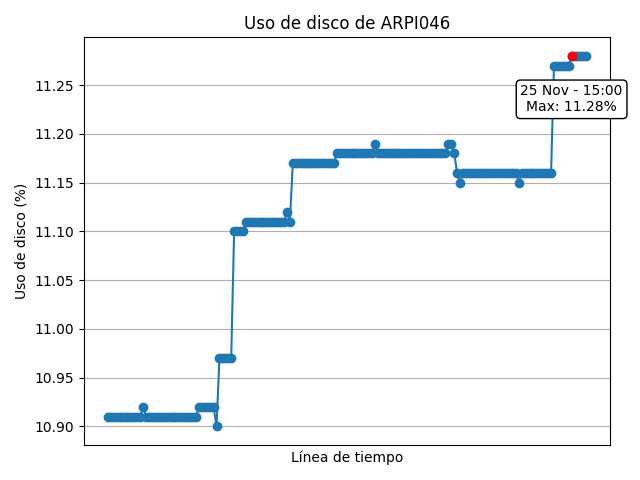 Uso de disco de ARPI046
11.25
11.20
11.15
11.10
11.05
11.00
10.95
10.90
Uso de disco (%)
25 Nov - 15:00
Max: 11.28%
Línea de tiempo